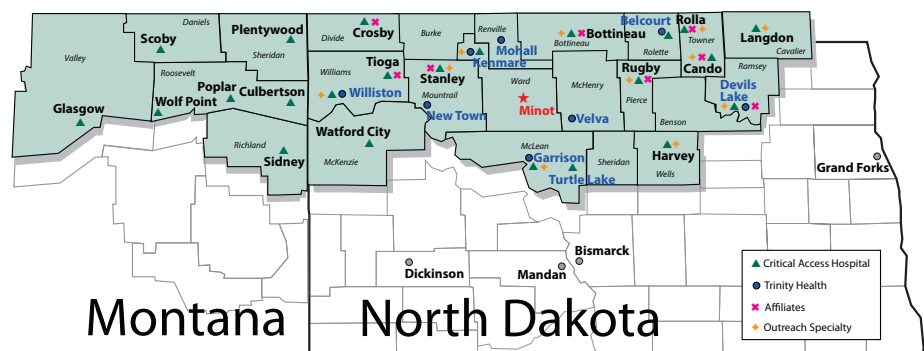 Daniels
Scoby
Plentywood
Sheridan
Valley
Roosevelt
Poplar
Culbertson
Wolf Point
Glasgow
Richland
Sidney
Divide
Crosby
Burke
Renville
Mohall
Kenmare
Bottineau
Bottineau
Belcourt
Rolla
Rolette
Towner
Cando
Langdon
Cavalier
Tioga
Williams
Williston
Stanley
Mountrail
New Town
Ward
Minot
McHenry
Velva
Rugby
Pierce
Benson
Ramsey
Devils
Lake
Watford City
McKenzie
McLean
Garrison
Turtle Lake
Sheridan
Harvey
Wells
Grand Forks
Bismarck
Mandan
Dickinson
Montana
North Dakota
Critical Access Hospital
Trinity Health
Affiliates
Outreach Specialty